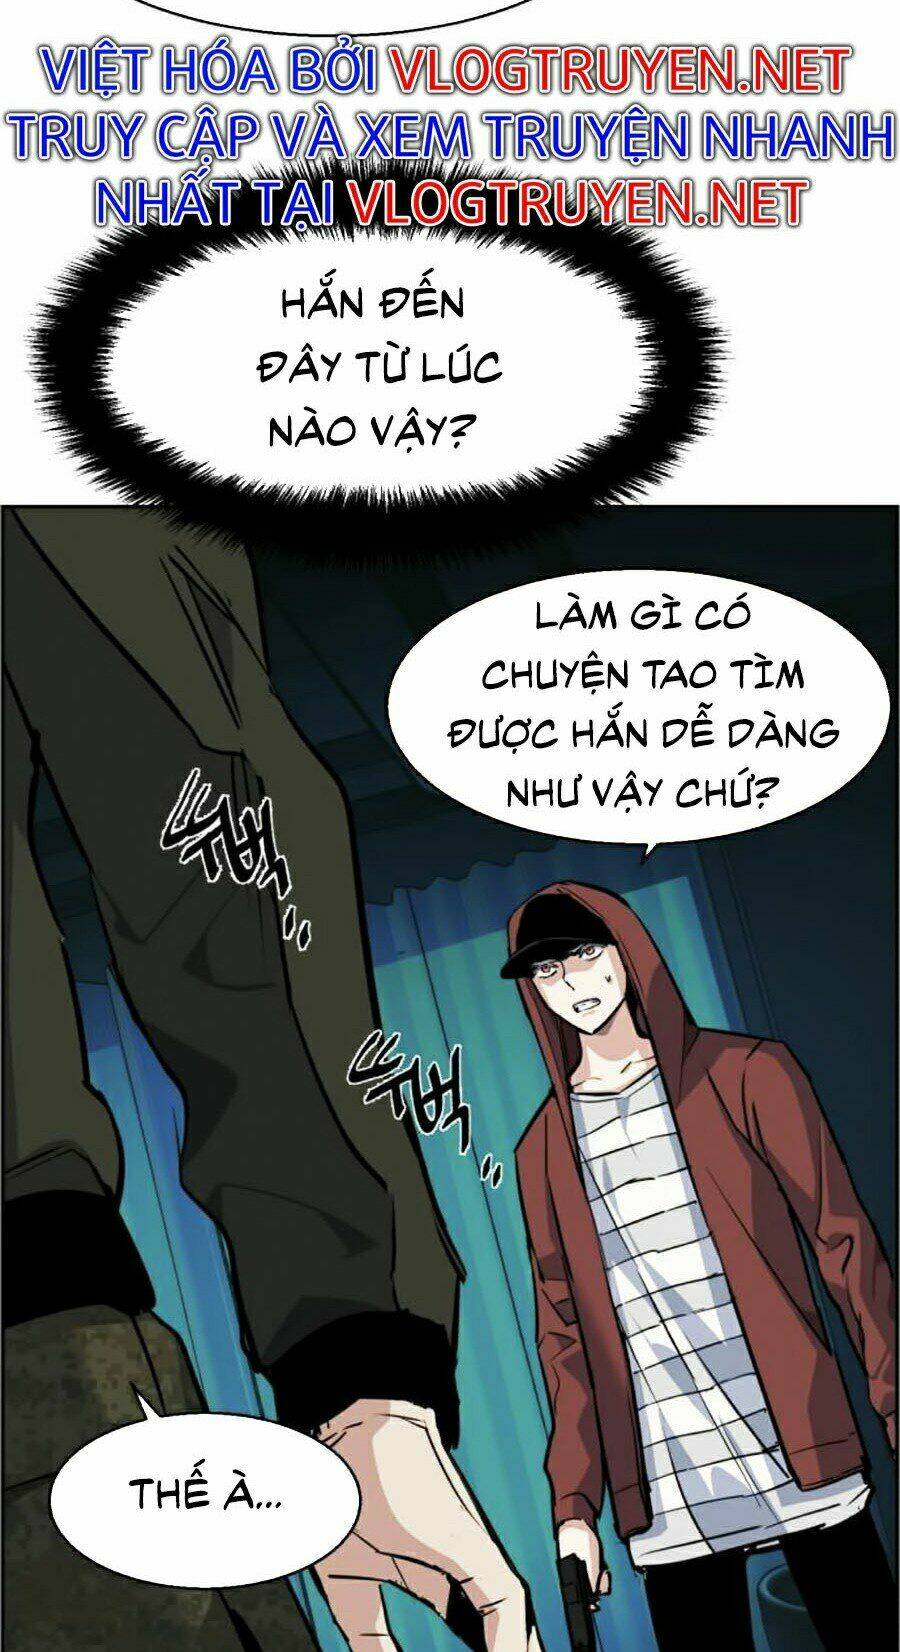 VIỆT HÓA BỞI VLOGTRUYEN.NET
TRUY CẬP VÀ XEM TRUYỆN NHANH
NHẤT TẠI VLOGTRUYEN.NET
HẮN ĐẾN
ĐÂY TỪ LÚC
NÀO VẬY?
LÀM GÌ CÓ
CHUYỆN TAO TÌM
ĐƯỢC HẮN DỄ DÀNG
NHƯ VẬY CHỨ?
뚜벅
뚜벅
THẾ À...